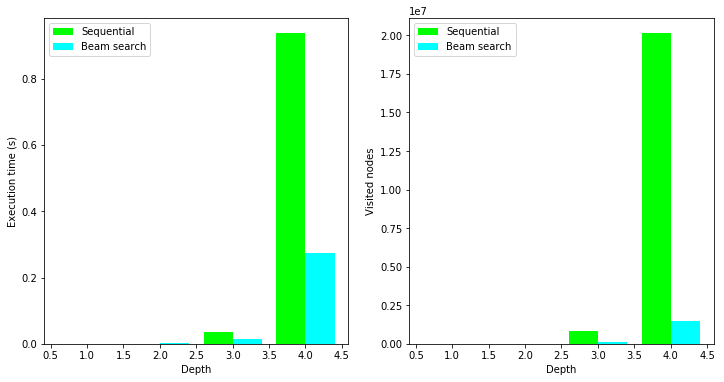 Sequential
Beam search
Execution time (s)
0.8
0.6
0.4
0.2
0.0
0.5 1.0 1.5 2.0 2.5 3.0 3.5 4.0 4.5
Depth
1e7
Sequential
Beam search
Visited nodes
2.00
1.75
1.50
1.25
1.00
0.75
0.50
0.25
0.00
0.5 1.0 1.5 2.0 2.5 3.0 3.5 4.0 4.5
Depth